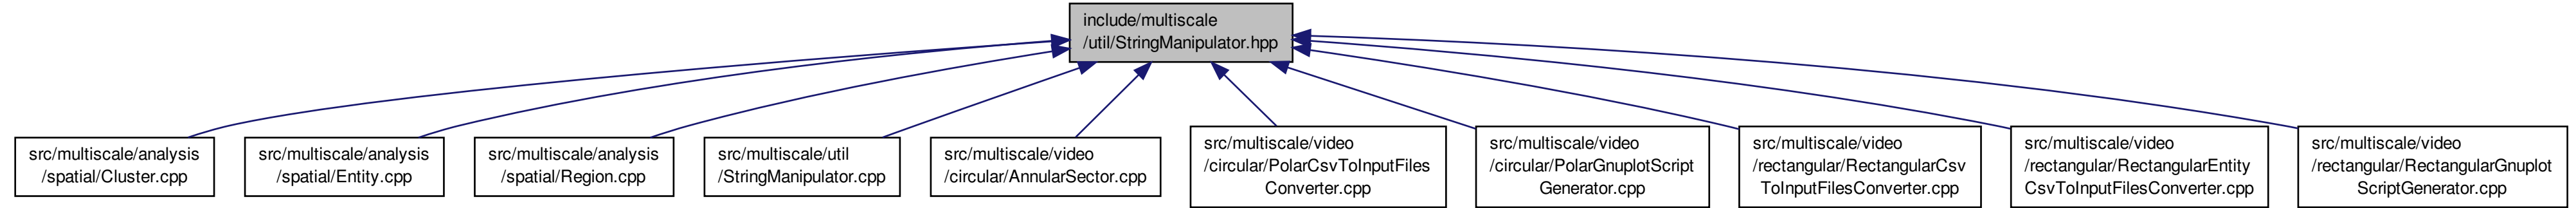 include/multiscale
/util/StringManipulator.hpp
src/multiscale/analysis
/spatial/Cluster.cpp
src/multiscale/analysis
/spatial/Entity.cpp
src/multiscale/analysis
/spatial/Region.cpp
src/multiscale/util
/StringManipulator.cpp
src/multiscale/video
/circular/AnnularSector.cpp
src/multiscale/video
/circular/PolarCsvToInputFiles
Converter.cpp
src/multiscale/video
/circular/PolarGnuplotScript
Generator.cpp
src/multiscale/video
/rectangular/RectangularCsv
ToInputFilesConverter.cpp
src/multiscale/video
/rectangular/RectangularEntity
CsvToInputFilesConverter.cpp
src/multiscale/video
/rectangular/RectangularGnuplot
ScriptGenerator.cpp